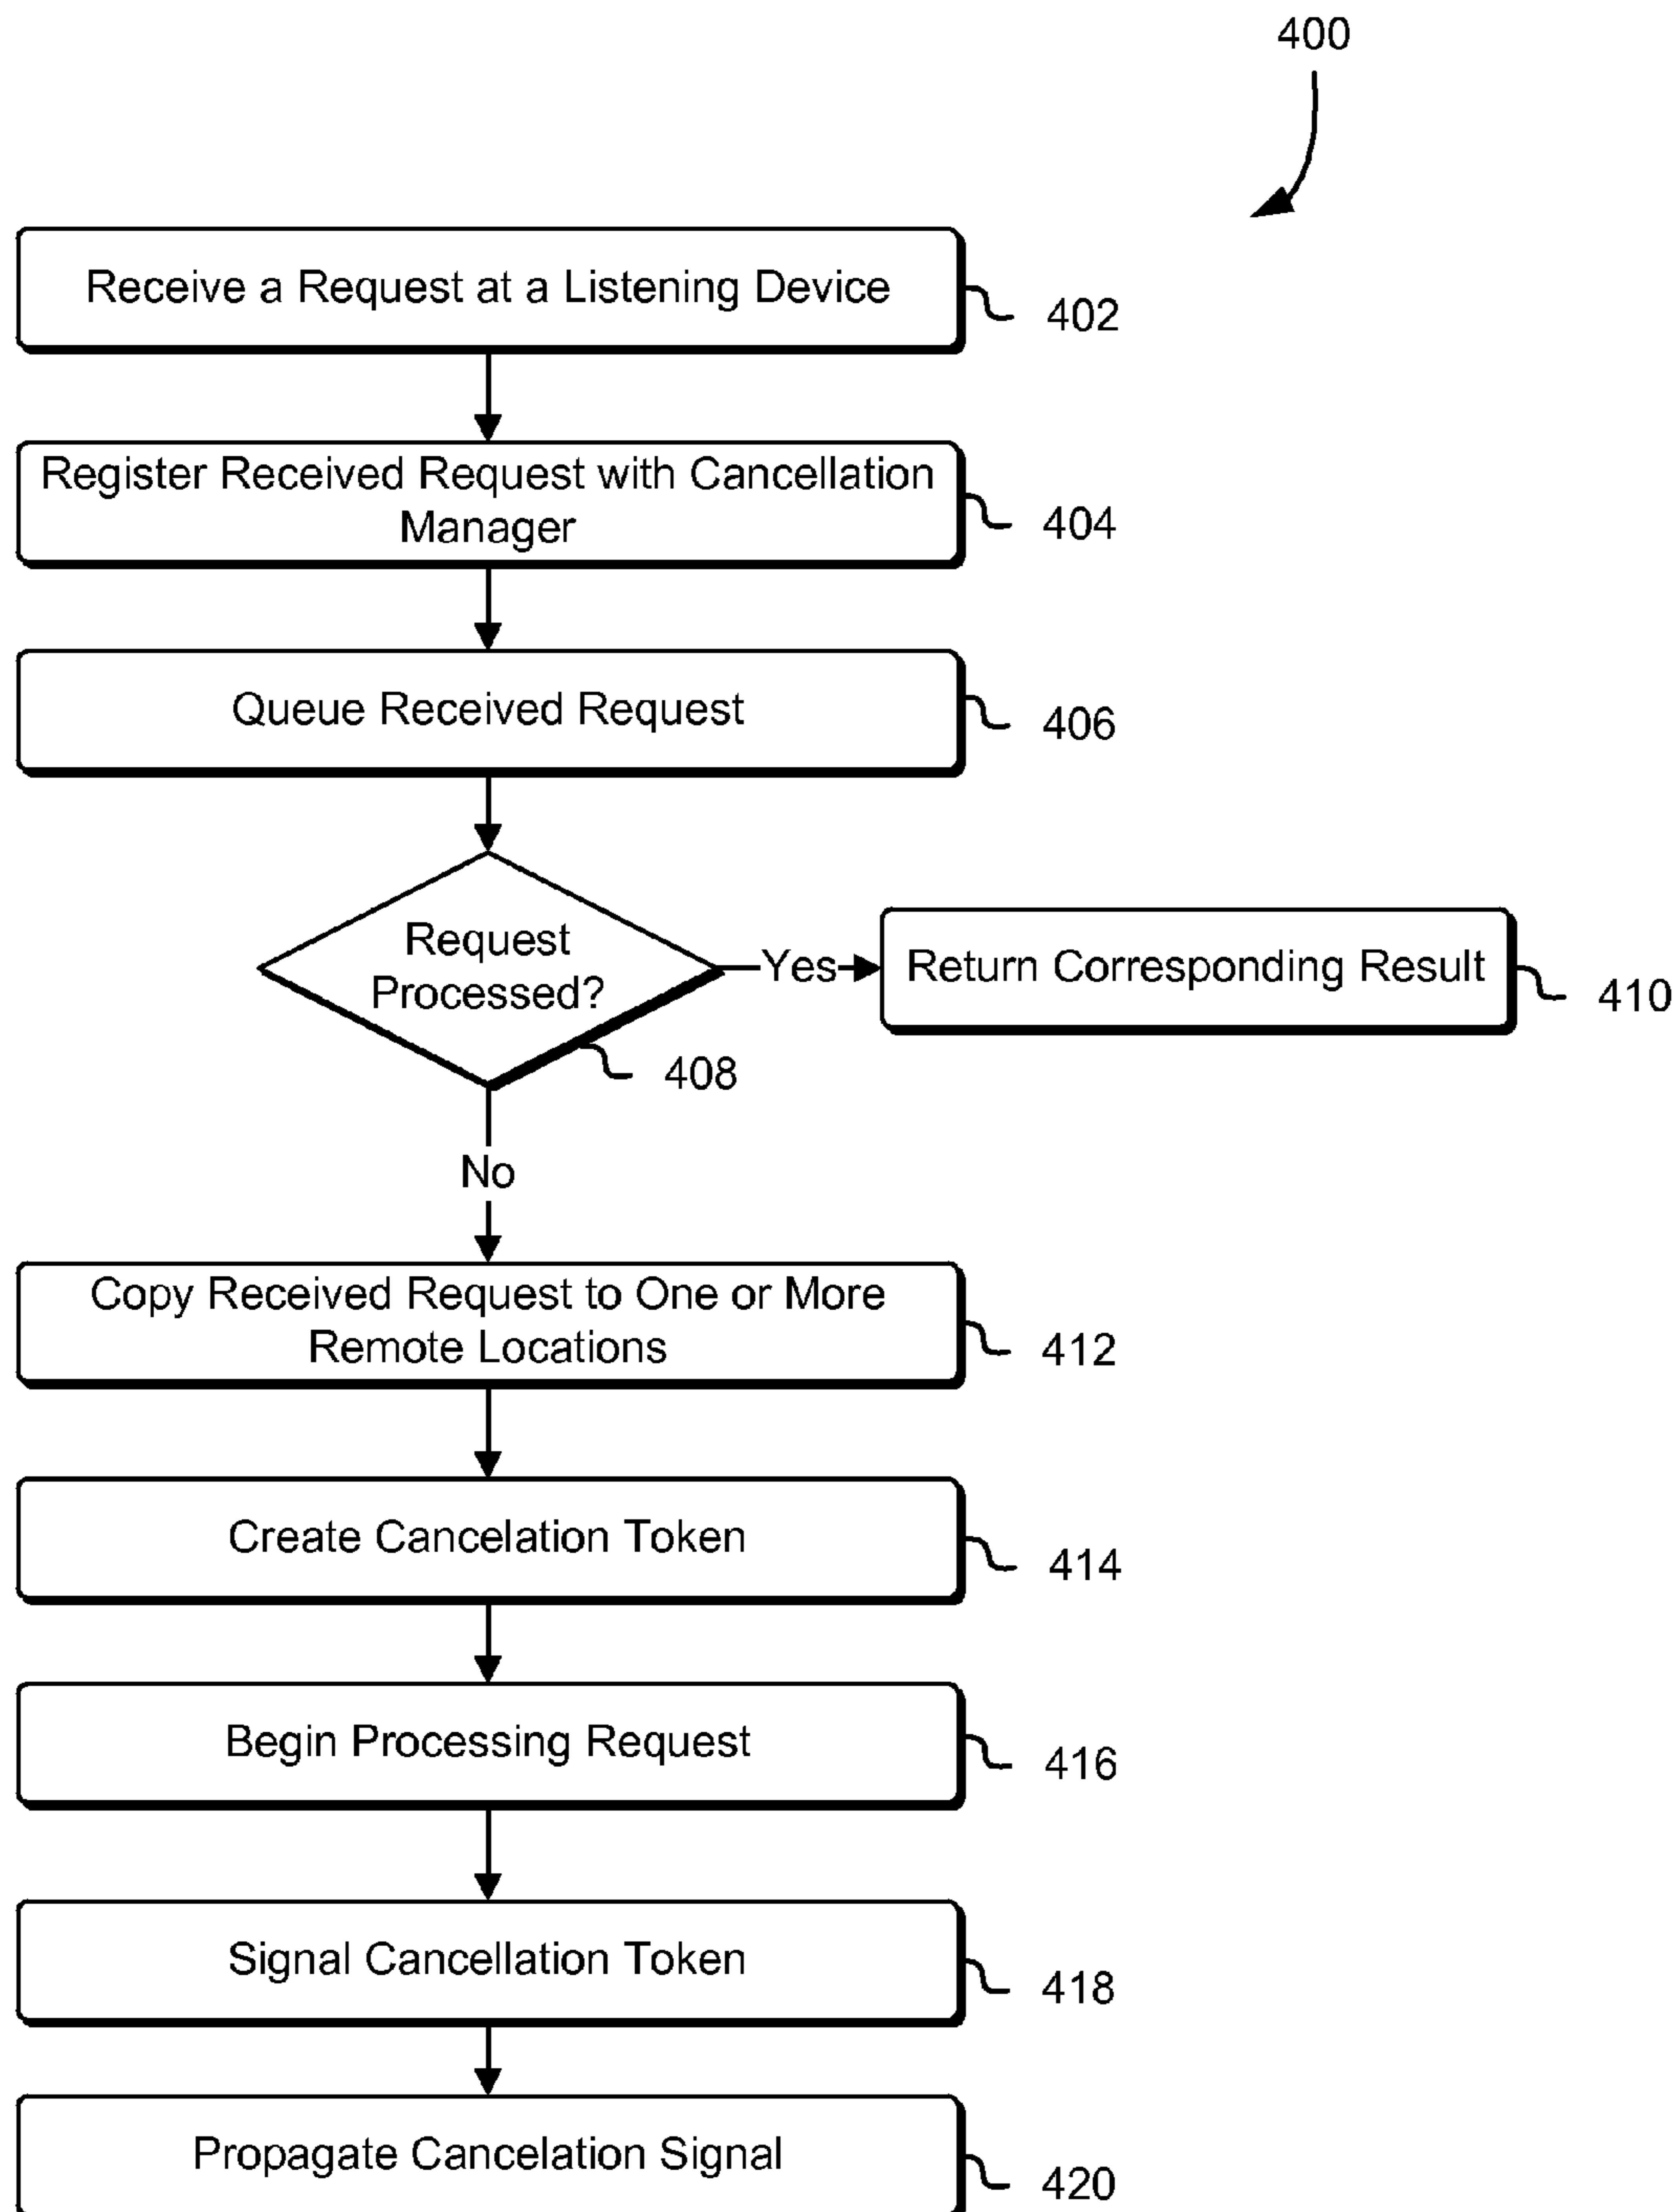 400
Receive a Request at a Listening Device
402
Register Received Request with Cancellation
Manager
404
Queue Received Request
406
Request
Processed?
408
Yes
Return Corresponding Result
410
No
Copy Received Request to One or More
Remote Locations
412
Create Cancelation Token
414
Begin Processing Request
416
Signal Cancellation Token
418
Propagate Cancelation Signal
420